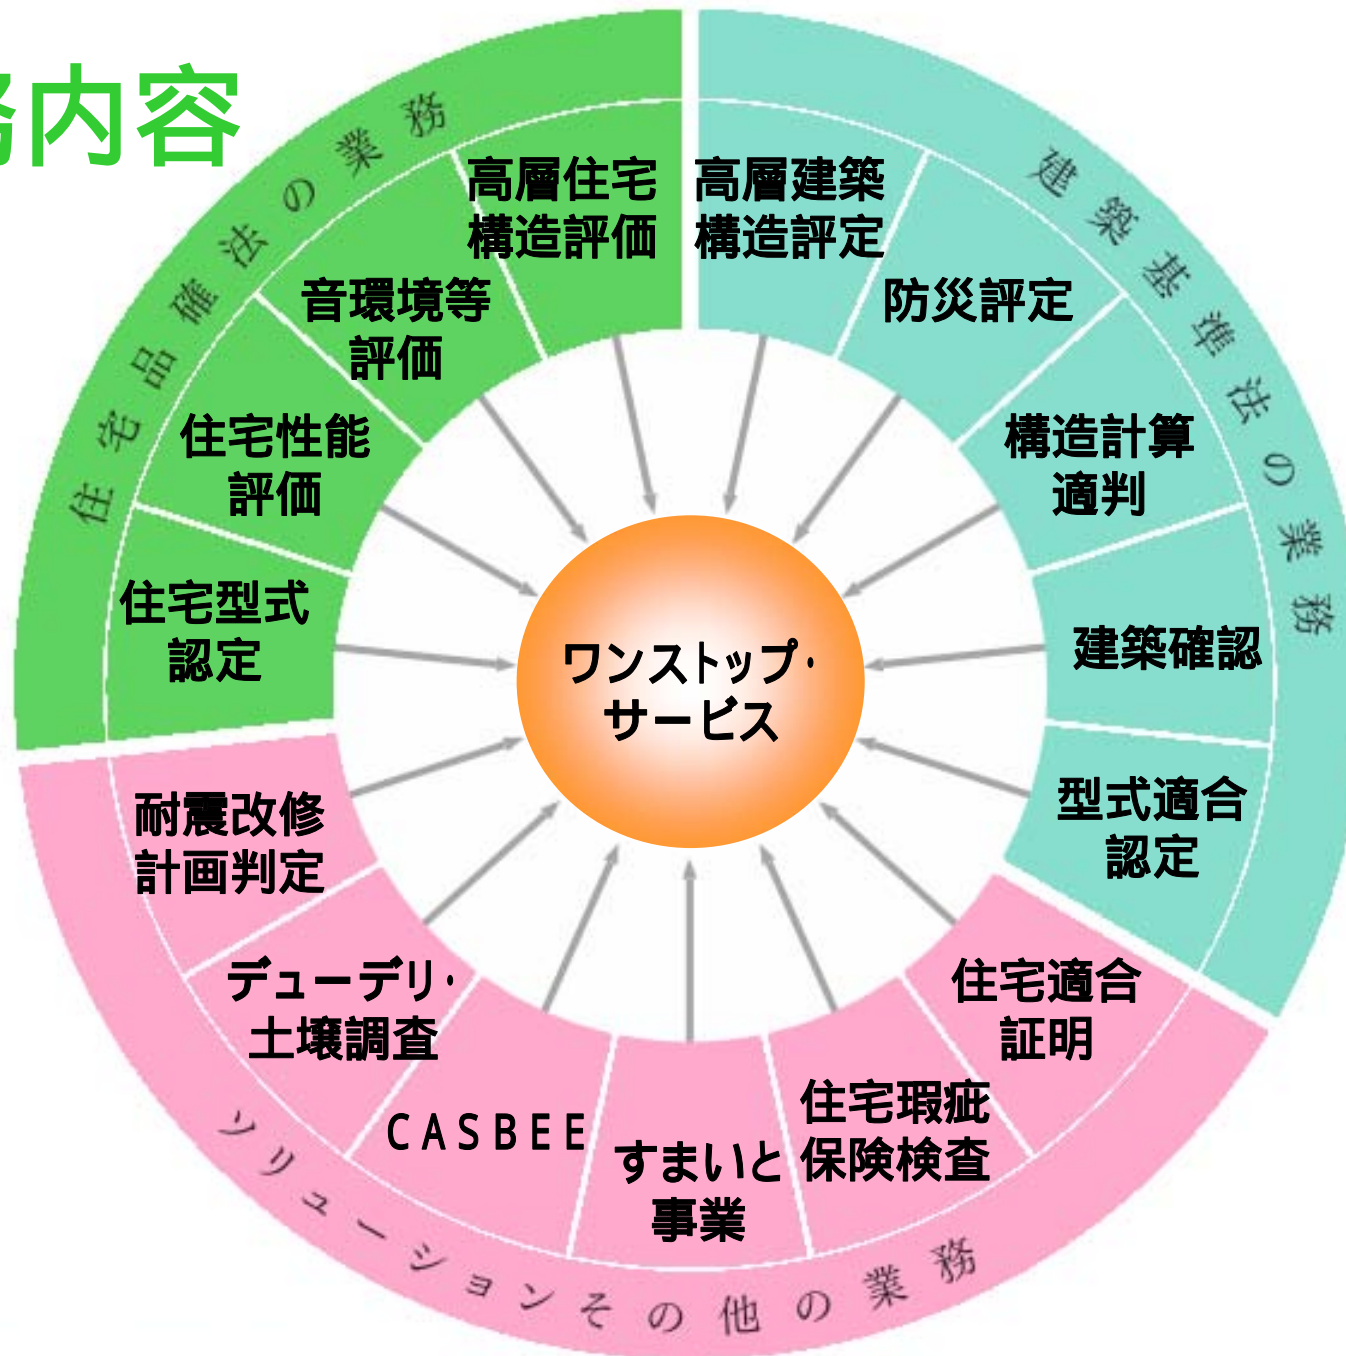 務内容
住宅品確法の業務
高層住宅
構造評価
音環境等
評価
住宅性能
評価
住宅型式
認定
建築基準法の業務
高層建築
構造評定
防災評定
構造計算
適判
建築確認
型式適合
認定
ワンストップ・
サービス
耐震改修
計画判定
デューデリ・
土壌調査
CASBEE
すまいと
事業
住宅瑕疵
保険検査
住宅適合
証明
ソリューションその他の業務